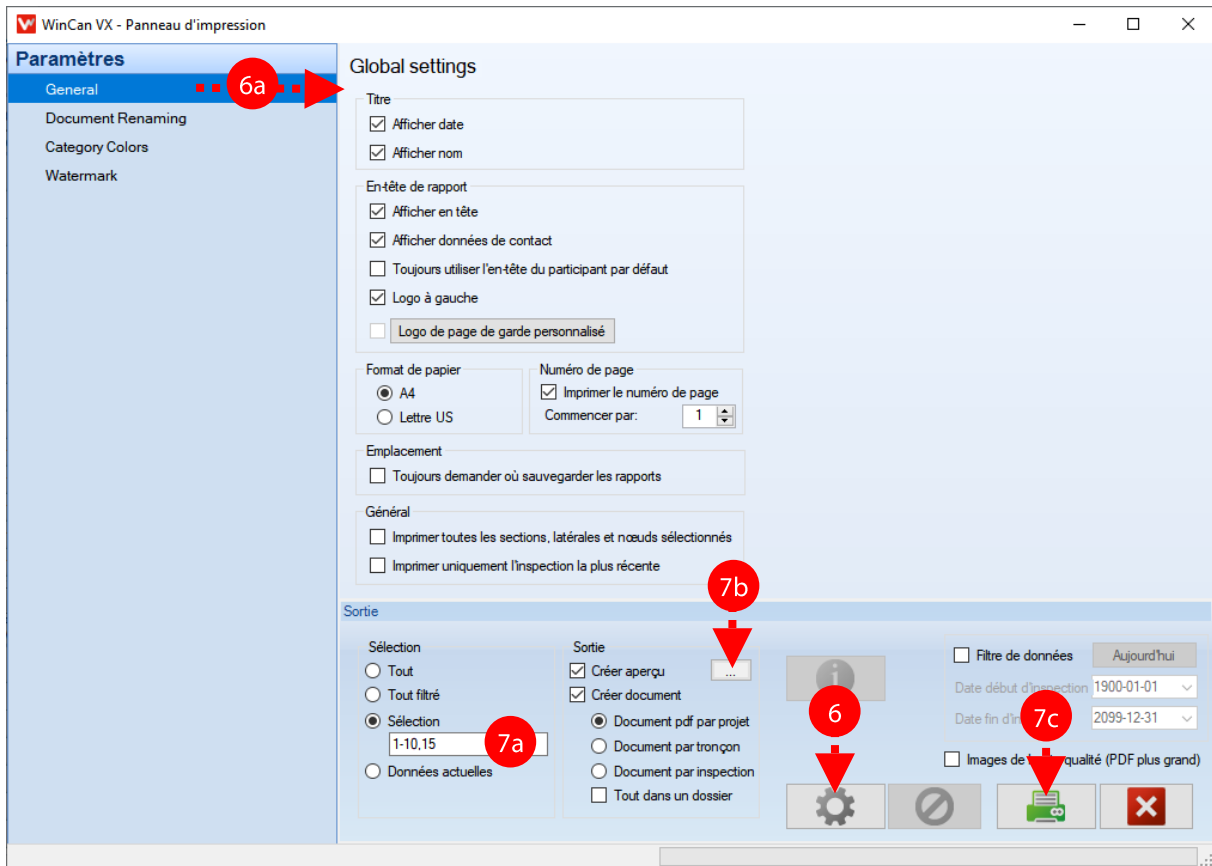 WinCan VX - Panneau d'impression
Paramètres
General
Document Renaming
Category Colors
Watermark
6a
Global settings
Titre
Afficher date
Afficher nom
En-tête de rapport
Afficher en tête
Afficher données de contact
Toujours utiliser l'en-tête du participant par défaut
Logo à gauche
Logo de page de garde personnalisé
Format de papier
A4
Lettre US
Numéro de page
Imprimer le numéro de page
Commencer par: 1
Emplacement
Toujours demander où sauvegarder les rapports
Général
Imprimer toutes les sections, latérales et nœuds sélectionnés
Imprimer uniquement l'inspection la plus récente
7b
Sortie
Sélection
Tout
Tout filtré
Sélection
1-10,15
7a
Données actuelles
Sortie
Créer aperçu ...
Créer document
Document pdf par projet
Document par tronçon
Document par inspection
Tout dans un dossier
6
Filtre de données Aujourd'hui
Date début d'inspection 1900-01-01
Date fin d'in 2099-12-31
7c
Images de qualité (PDF plus grand)